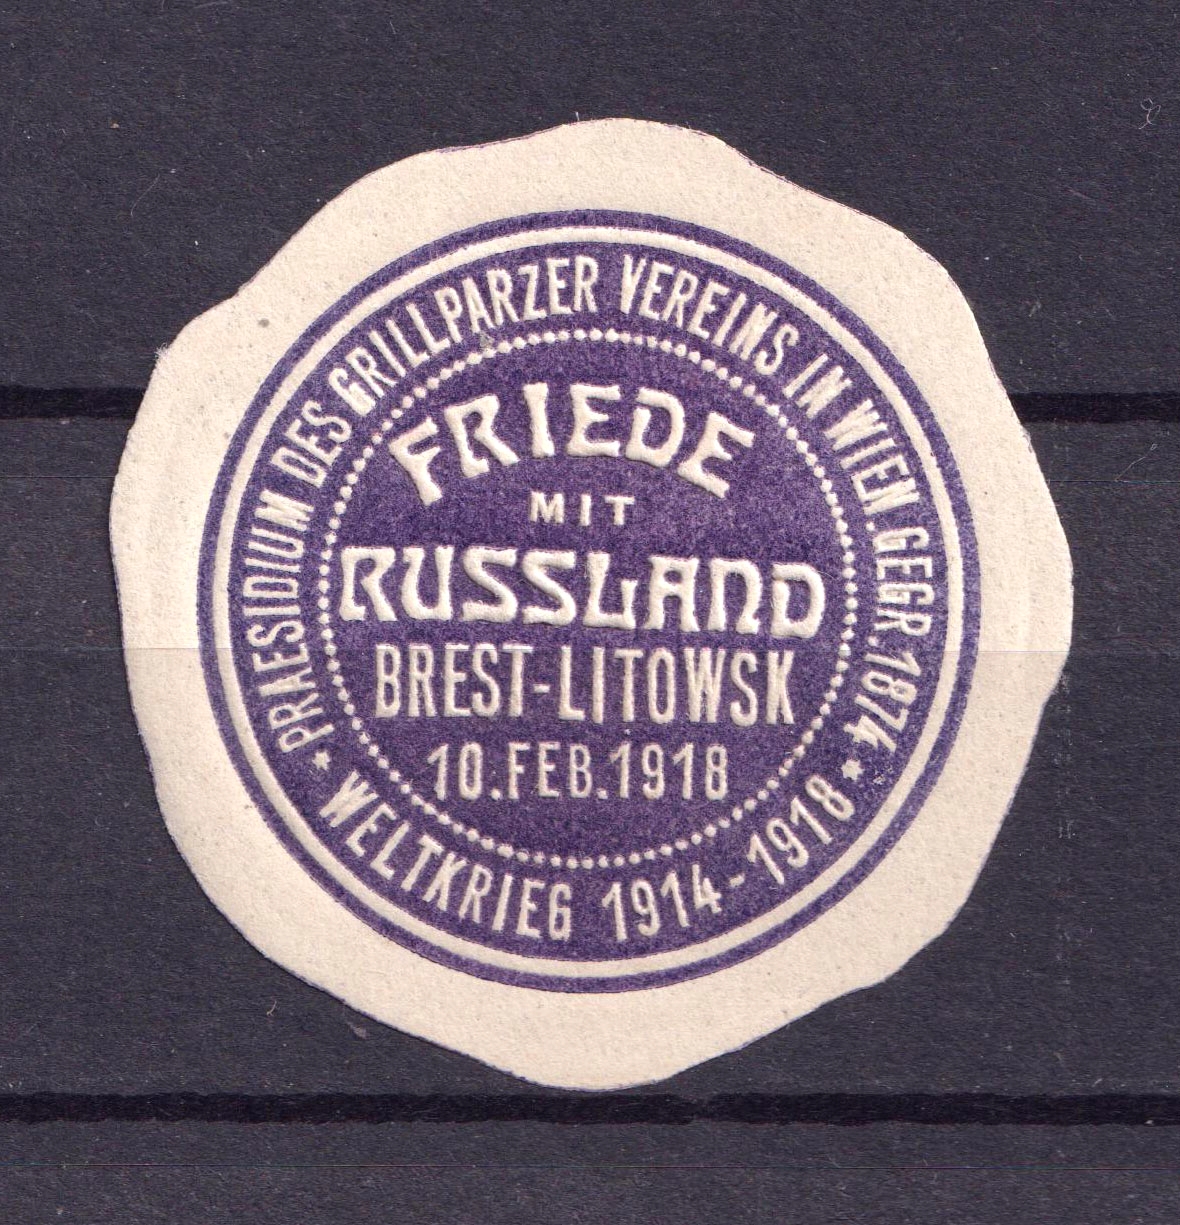 PRAESIDIUM DES GRILLPARZER VEREINS IN WIEN. GEGR. 1874
FRIEDE
MIT
RUSSLAND
BREST-LITOWSK
10. FEB. 1918
* WELTKRIEG 1914-1918 *